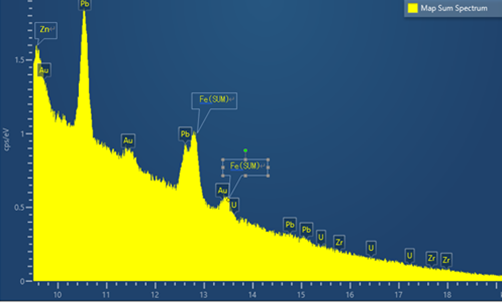 Map Sum Spectrum
Pb
Zn↵
Au
1.5
Fe(SUM)↵
cps/eV
1
Pb
Au
Fe(SUM)↵
Au
U
0.5
Pb
Pb
U
Zr
U
U
Zr
Zr
0
10
11
12
13
14
15
16
17
18